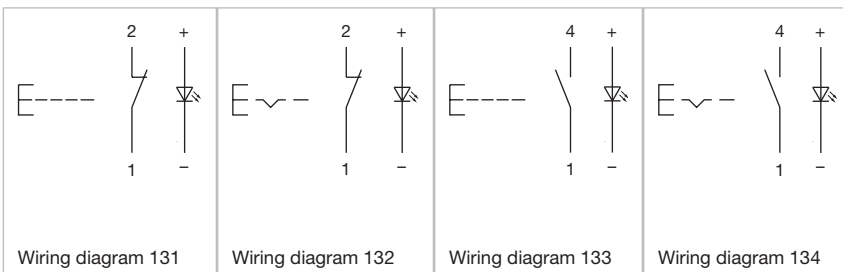 2 +
1 –
Wiring diagram 131
2 +
1 –
Wiring diagram 132
4 +
1 –
Wiring diagram 133
4 +
1 –
Wiring diagram 134